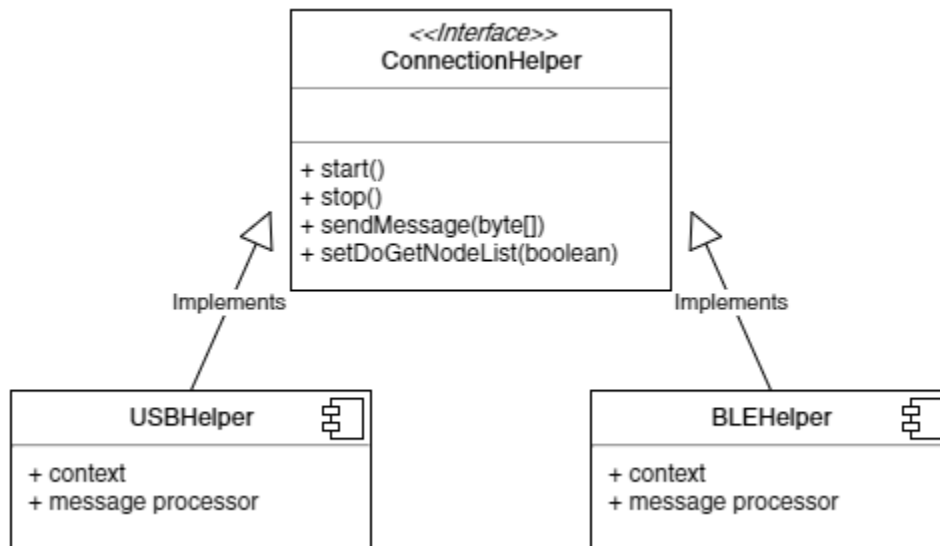 <<Interface>>
ConnectionHelper
+ start()
+ stop()
+ sendMessage(byte[])
+ setDoGetNodeList(boolean)
Implements
Implements
USBHelper
+ context
+ message processor
BLEHelper
+ context
+ message processor